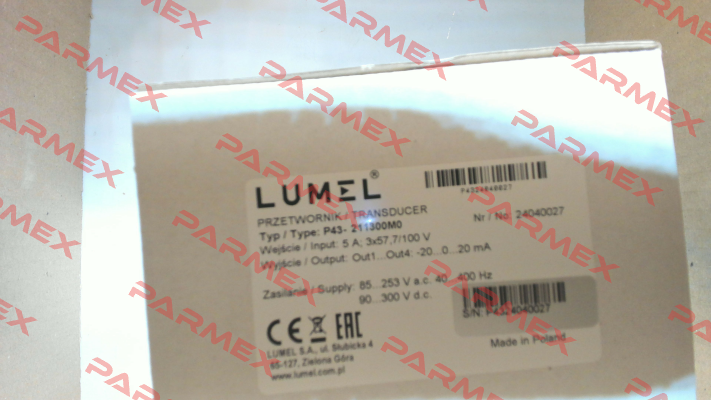 LUMEL®
P4324040027
PRZETWORNIK / TRANSDUCER
Nr / No. 24040027
Typ / Type: P43- 211300M0
Wejście / Input: 5 A; 3x57,7/100 V
Wyjście / Output: Out1...Out4: -20...0...20 mA
Zasilanie / Supply: 85...253 V a.c. 40...400 Hz
90...300 V d.c.
S/N: P4324040027
CE EAC
Made in Poland
LUMEL S.A., ul. Słubicka 4
65-127, Zielona Góra
www.lumel.com.pl
PARMEX